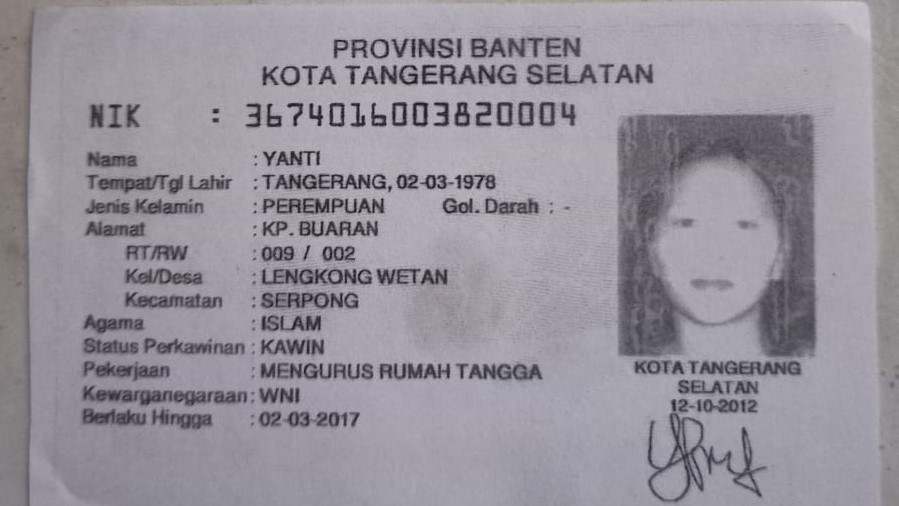 PROVINSI BANTEN
KOTA TANGERANG SELATAN
NIK : 3674016003820004
Nama : YANTI
Tempat/Tgl Lahir : TANGERANG, 02-03-1978
Jenis Kelamin : PEREMPUAN Gol. Darah : -
Alamat : KP. BUARAN
RT/RW : 009 / 002
Kel/Desa : LENGKONG WETAN
Kecamatan : SERPONG
Agama : ISLAM
Status Perkawinan : KAWIN
Pekerjaan : MENGURUS RUMAH TANGGA
Kewarganegaraan : WNI
Berlaku Hingga : 02-03-2017
KOTA TANGERANG
SELATAN
12-10-2012